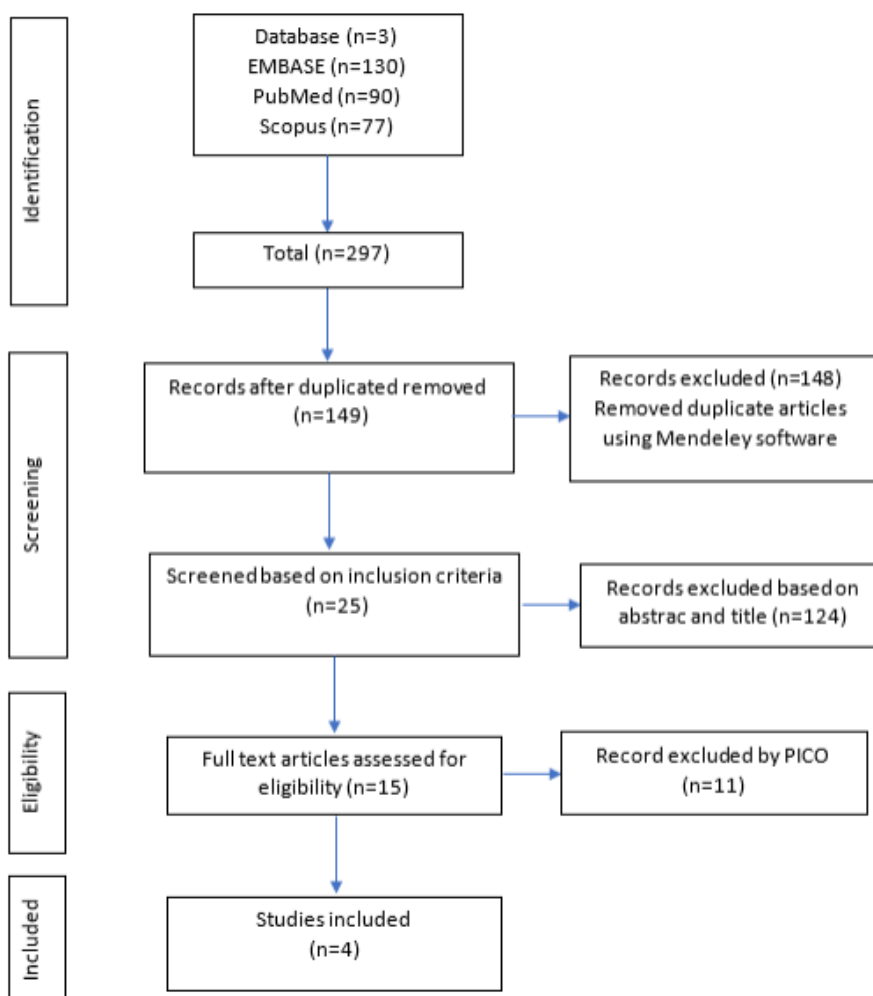 Identification
Database (n=3)
EMBASE (n=130)
PubMed (n=90)
Scopus (n=77)
Total (n=297)
Screening
Records after duplicated removed
(n=149)
Records excluded (n=148)
Removed duplicate articles
using Mendeley software
Screened based on inclusion criteria
(n=25)
Records excluded based on
abstrac and title (n=124)
Eligibility
Full text articles assessed for
eligibility (n=15)
Record excluded by PICO
(n=11)
Included
Studies included
(n=4)